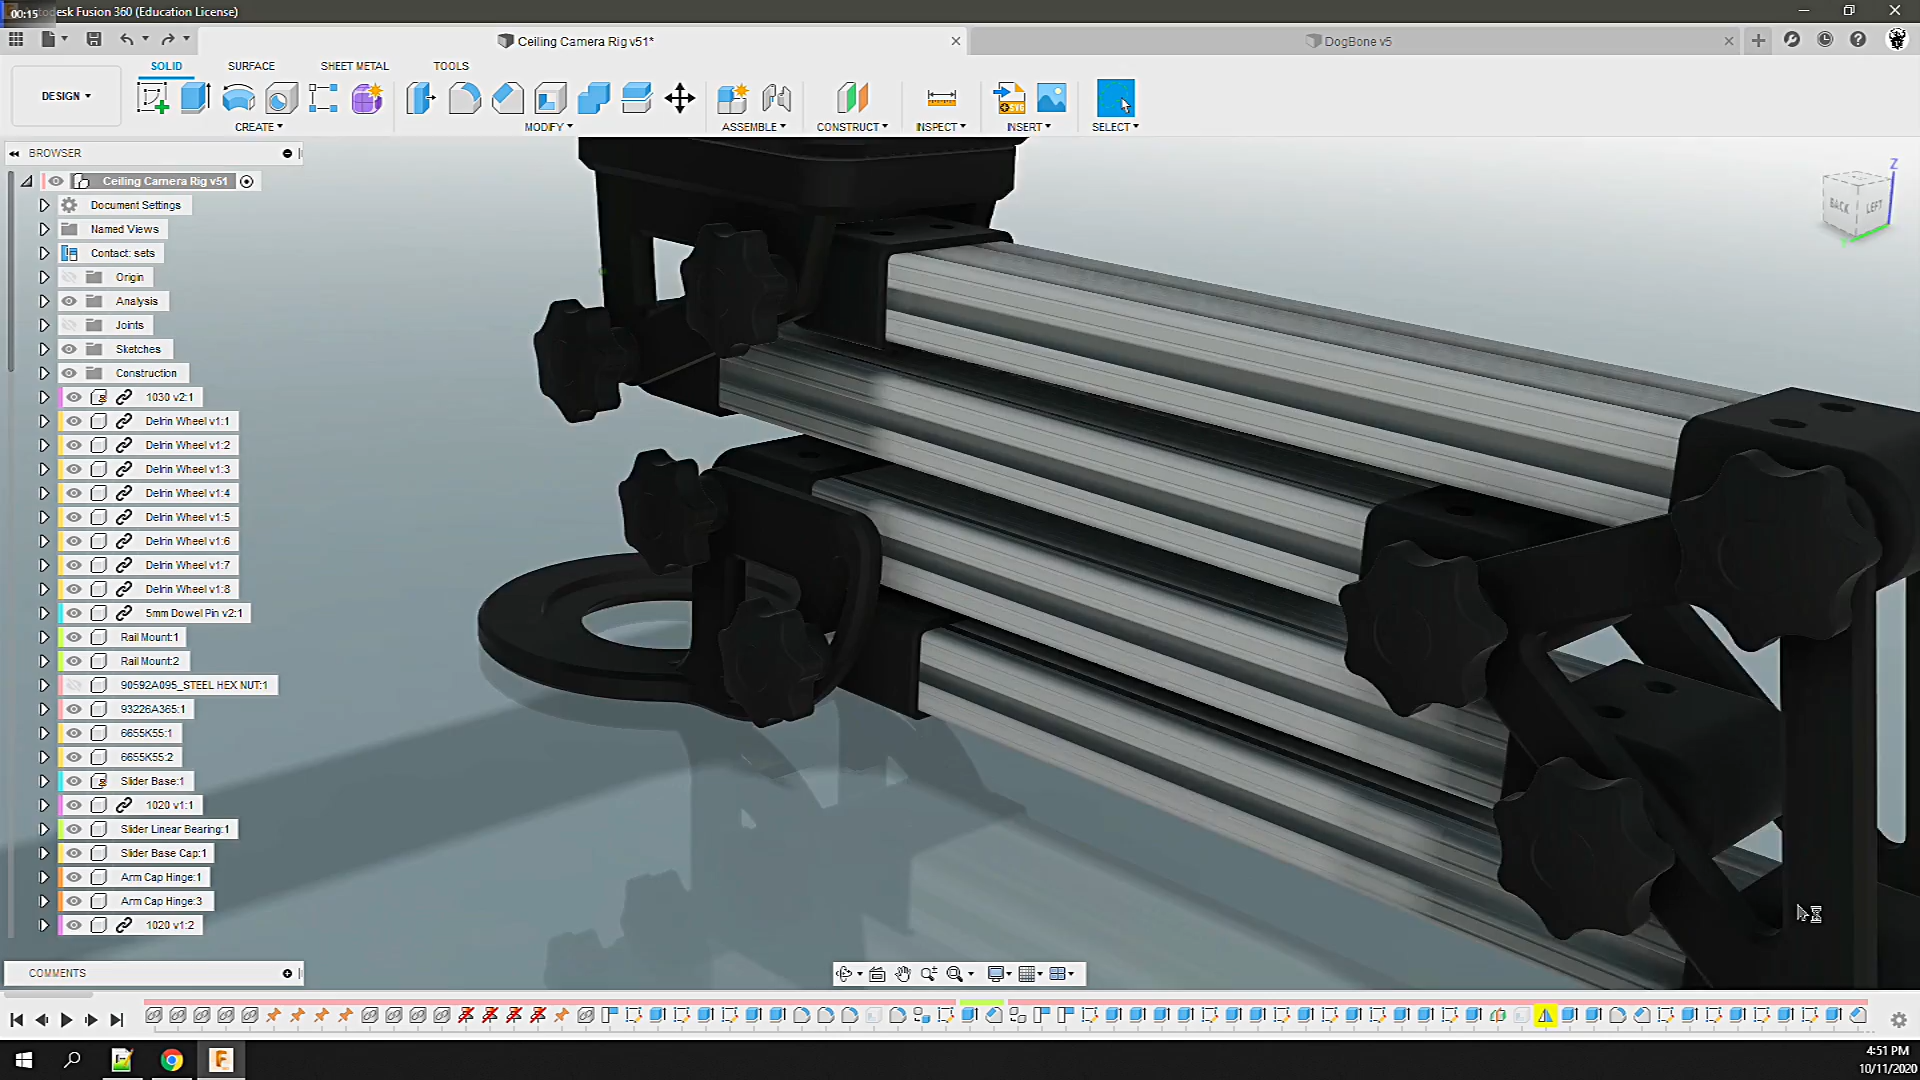 00:15
desk Fusion 360 (Education License)
Ceiling Camera Rig v51*
DogBone v5
SOLID
SURFACE
SHEET METAL
TOOLS
DESIGN
CREATE
MODIFY
ASSEMBLE
CONSTRUCT
INSPECT
INSERT
SELECT
SVG
BROWSER
Ceiling Camera Rig v51
Document Settings
Named Views
Contact: sets
Origin
Analysis
Joints
Sketches
Construction
1030 v2:1
Delrin Wheel v1:1
Delrin Wheel v1:2
Delrin Wheel v1:3
Delrin Wheel v1:4
Delrin Wheel v1:5
Delrin Wheel v1:6
Delrin Wheel v1:7
Delrin Wheel v1:8
5mm Dowel Pin v2:1
Rail Mount:1
Rail Mount:2
90592A095_STEEL HEX NUT:1
93226A365:1
6655K55:1
6655K55:2
Slider Base:1
1020 v1:1
Slider Linear Bearing:1
Slider Base Cap:1
Arm Cap Hinge:1
Arm Cap Hinge:3
1020 v1:2
Z
BACK
LEFT
COMMENTS
4:51 PM
10/11/2020